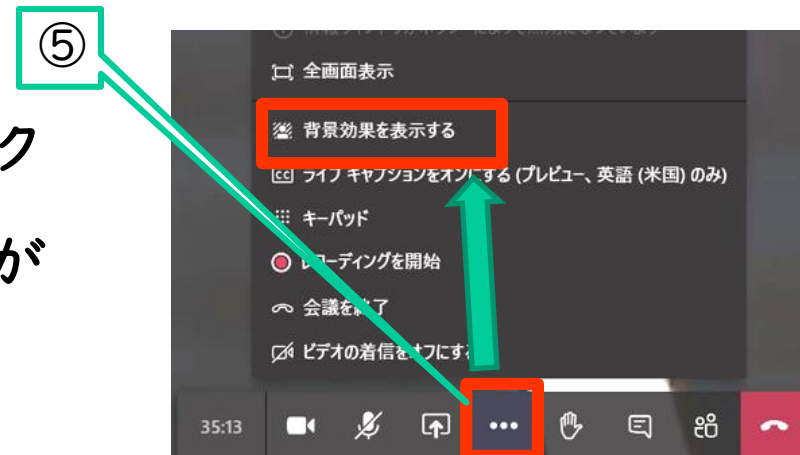 ⑤
ク
が
全画面表示
背景効果を表示する
ライブ キャプションをオンにする (プレビュー、英語 (米国) のみ)
キーパッド
レコーディングを開始
会議を終了
ビデオの着信をオフにする
35:13